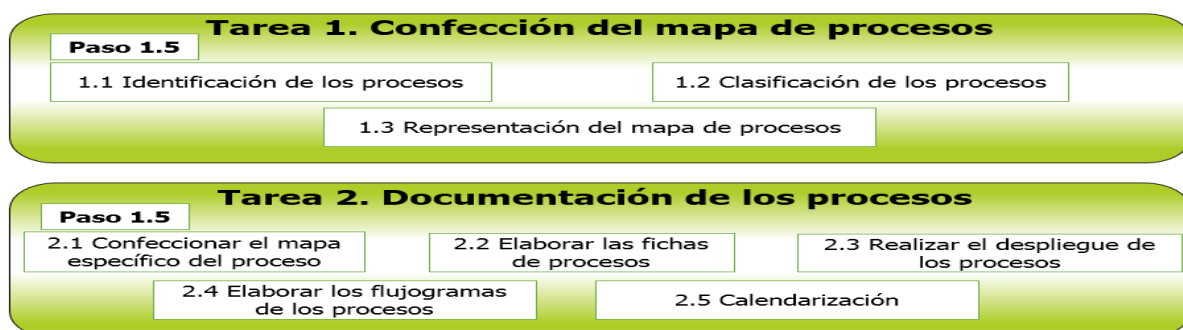 Tarea 1. Confección del mapa de procesos
Paso 1.5
1.1 Identificación de los procesos
1.2 Clasificación de los procesos
1.3 Representación del mapa de procesos
Tarea 2. Documentación de los procesos
Paso 1.5
2.1 Confeccionar el mapa
específico del proceso
2.2 Elaborar las fichas
de procesos
2.3 Realizar el despliegue de
los procesos
2.4 Elaborar los flujogramas
de los procesos
2.5 Calendarización